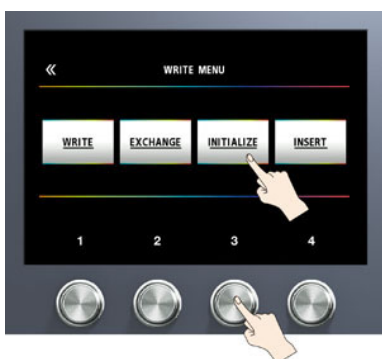 « WRITE MENU
WRITE EXCHANGE INITIALIZE INSERT
1 2 3 4